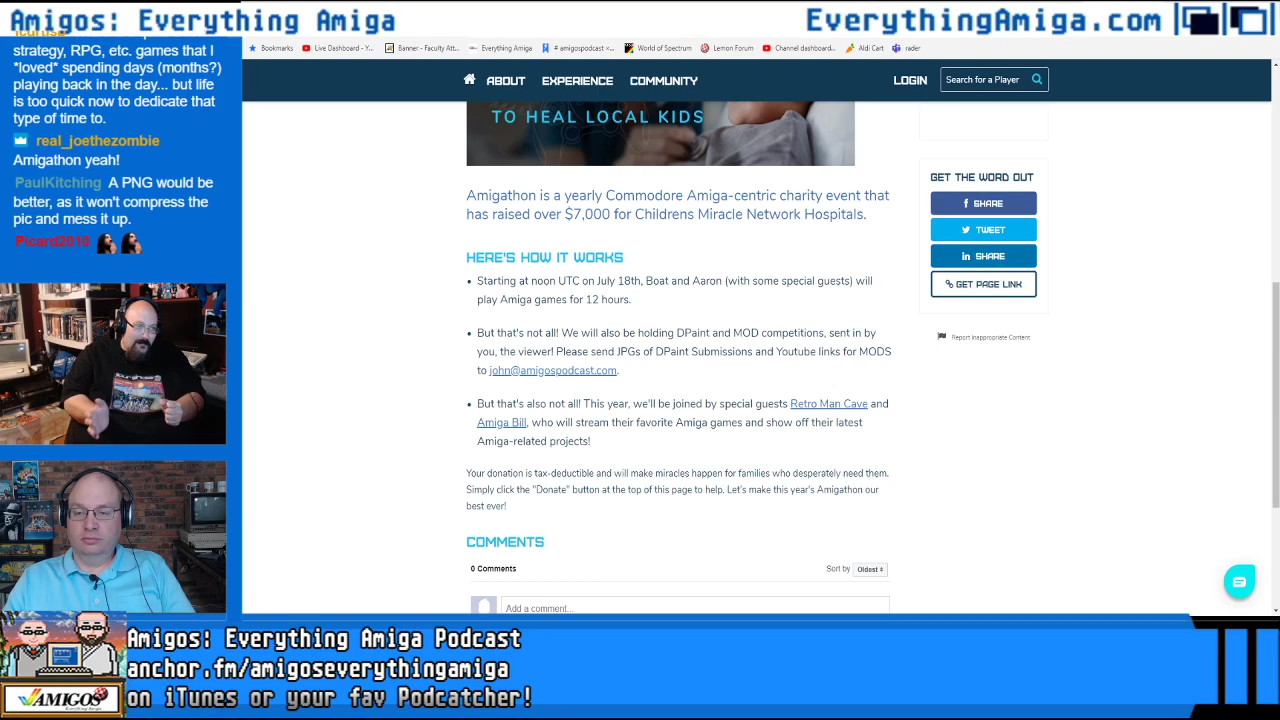 Amigos: Everything Amiga
EverythingAmiga.com
strategy, RPG, etc. games that I
*loved* spending days (months?)
playing back in the day... but life
is too quick now to dedicate that
type of time to.
real_joethezombie
Amigathon yeah!
PaulKitching A PNG would be
better, as it won't compress the
pic and mess it up.
Picard2010
Bookmarks
Live Dashboard - Y...
Banner - Faculty Att...
Everything Amiga
# amigospodcast ×...
World of Spectrum
Lemon Forum
Channel dashboard...
Aldi Cart
rader
ABOUT
EXPERIENCE
COMMUNITY
LOGIN
Search for a Player
TO HEAL LOCAL KIDS
Amigathon is a yearly Commodore Amiga-centric charity event that
has raised over $7,000 for Childrens Miracle Network Hospitals.
HERE'S HOW IT WORKS
• Starting at noon UTC on July 18th, Boat and Aaron (with some special guests) will
play Amiga games for 12 hours.
• But that's not all! We will also be holding DPaint and MOD competitions, sent in by
you, the viewer! Please send JPGs of DPaint Submissions and Youtube links for MODS
to john@amigospodcast.com.
• But that's also not all! This year, we'll be joined by special guests Retro Man Cave and
Amiga Bill, who will stream their favorite Amiga games and show off their latest
Amiga-related projects!
Your donation is tax-deductible and will make miracles happen for families who desperately need them.
Simply click the "Donate" button at the top of this page to help. Let's make this year's Amigathon our
best ever!
COMMENTS
0 Comments
Sort by
Oldest
Add a comment...
GET THE WORD OUT
SHARE
TWEET
SHARE
GET PAGE LINK
Report Inappropriate Content
Amigos: Everything Amiga Podcast
anchor.fm/amigoseverythingamiga
on iTunes or your fav Podcatcher!
AMIGOS